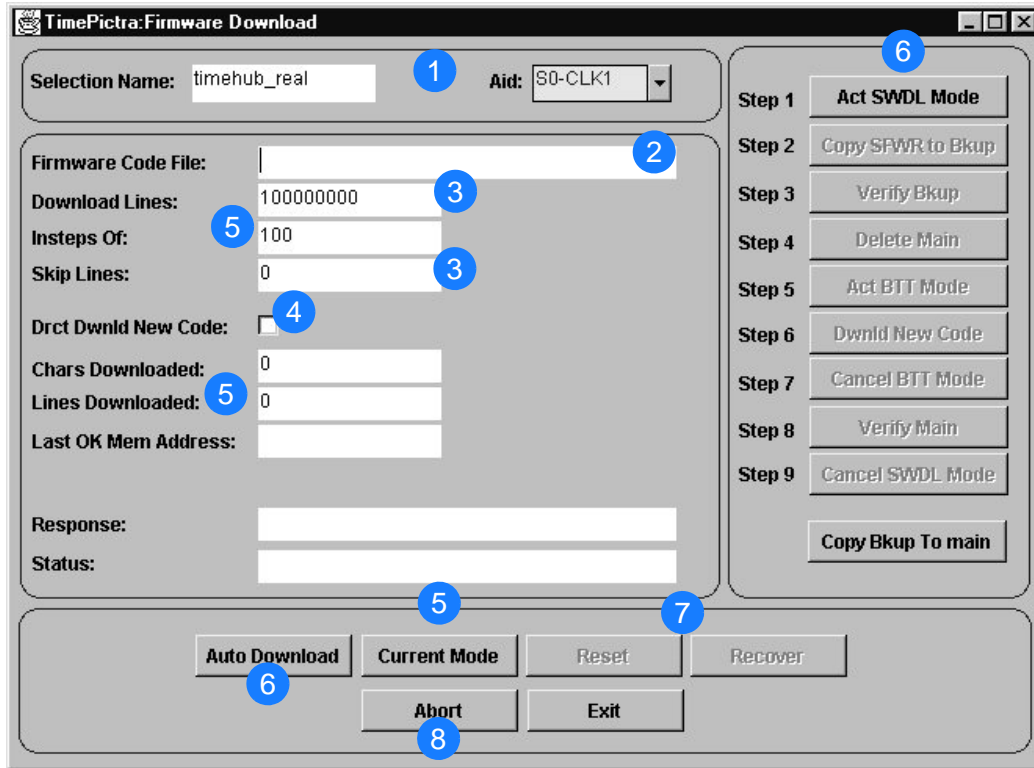 TimePictra:Firmware Download
Selection Name: timehub_real 1 Aid: S0-CLK1
6
Step 1 Act SWDL Mode
Step 2 Copy SFWR to Bkup
Step 3 Verify Bkup
Step 4 Delete Main
Step 5 Act BTT Mode
Step 6 Dwnld New Code
Step 7 Cancel BTT Mode
Step 8 Verify Main
Step 9 Cancel SWDL Mode
Copy Bkup To main
Firmware Code File: 2
Download Lines: 100000000 3
5
Insteps Of: 100
Skip Lines: 0 3
Drct Dwnld New Code: 4
Chars Downloaded: 0
Lines Downloaded: 5 0
Last OK Mem Address:
Response:
Status:
5
7
Auto Download Current Mode Reset Recover
6
Abort Exit
8